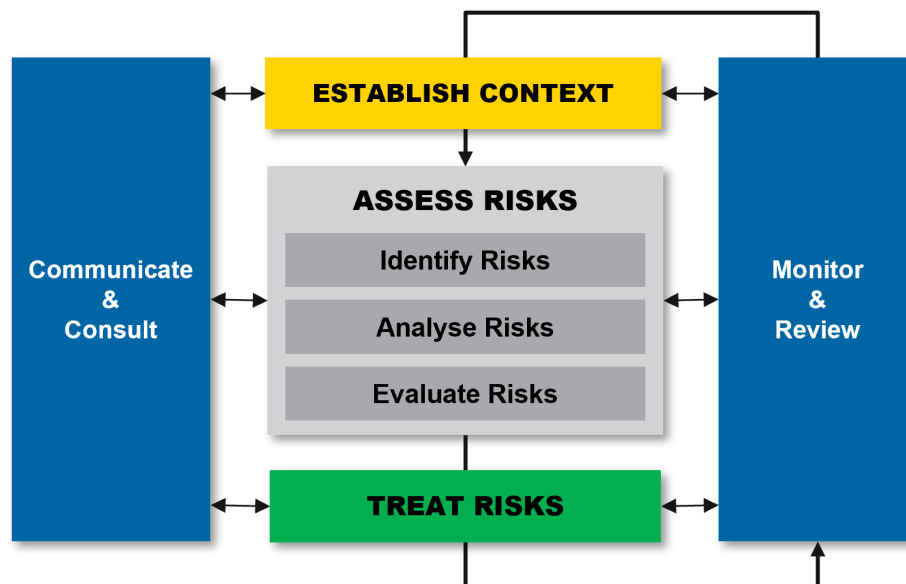 ESTABLISH CONTEXT
ASSESS RISKS
Identify Risks
Analyse Risks
Evaluate Risks
TREAT RISKS
Communicate
&
Consult
Monitor
&
Review